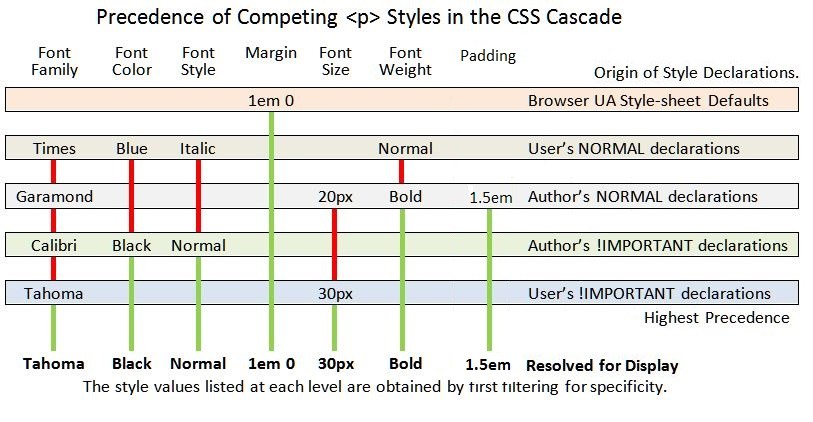 Precedence of Competing <p> Styles in the CSS Cascade
Font Family Font Color Font Style Margin Font Size Font Weight Padding
Origin of Style Declarations.
1em 0 Browser UA Style-sheet Defaults
Times Blue Italic Normal User's NORMAL declarations
Garamond 20px Bold 1.5em Author's NORMAL declarations
Calibri Black Normal Author's !IMPORTANT declarations
Tahoma 30px User's !IMPORTANT declarations
Highest Precedence
Tahoma Black Normal 1em 0 30px Bold 1.5em Resolved for Display
The style values listed at each level are obtained by first filtering for specificity.